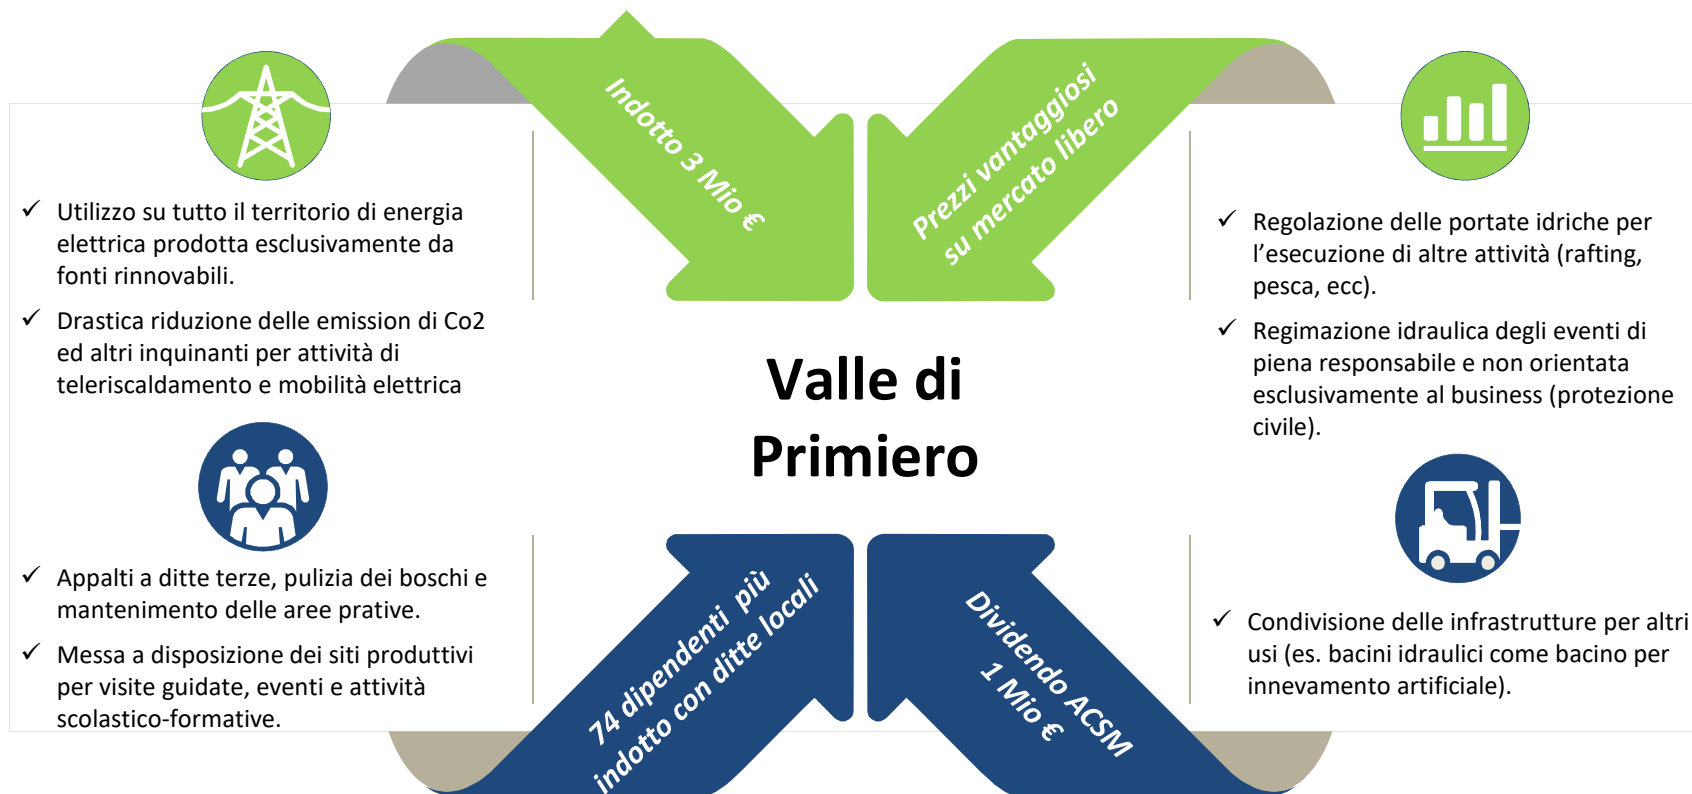 Indotto 3 Mio €
Prezzi vantaggiosi
su mercato libero
✓ Utilizzo su tutto il territorio di energia
elettrica prodotta esclusivamente da
fonti rinnovabili.
✓ Drastica riduzione delle emission di Co2
ed altri inquinanti per attività di
teleriscaldamento e mobilità elettrica
✓ Regolazione delle portate idriche per
l’esecuzione di altre attività (rafting,
pesca, ecc).
✓ Regimazione idraulica degli eventi di
piena responsabile e non orientata
esclusivamente al business (protezione
civile).
Valle di
Primiero
✓ Appalti a ditte terze, pulizia dei boschi e
mantenimento delle aree prative.
✓ Messa a disposizione dei siti produttivi
per visite guidate, eventi e attività
scolastico-formative.
74 dipendenti più
indotto con ditte locali
Dividendo ACSM
1 Mio €
✓ Condivisione delle infrastrutture per altri
usi (es. bacini idraulici come bacino per
innevamento artificiale).